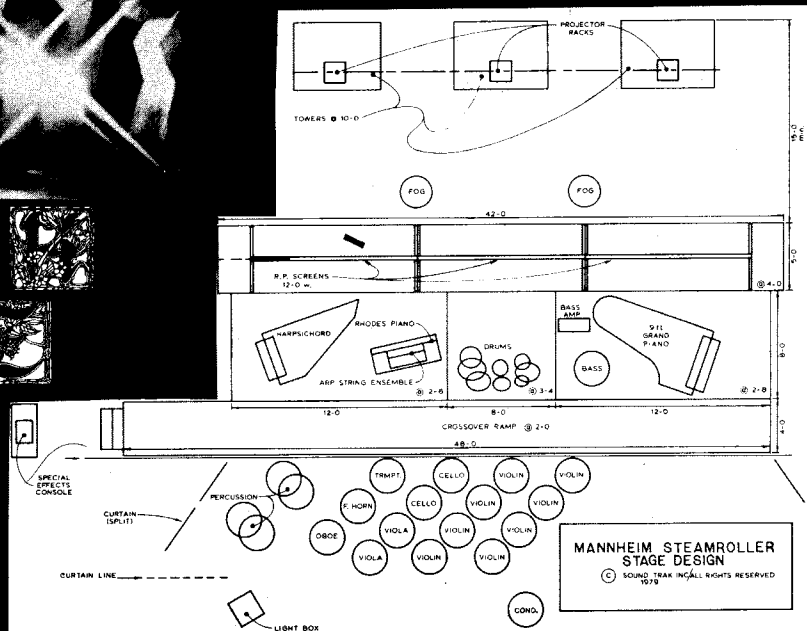 PROJECTOR
RACKS
TOWERS @ 10-0
15-0
min.
FOG
FOG
42-0
R.P. SCREENS
12-0 w.
5-0
@ 4-0
HARPSICHORD
RHODES PIANO
ARP STRING ENSEMBLE
@ 2-8
DRUMS
@ 3-4
BASS
AMP
BASS
9 ft
GRAND
PIANO
@ 2-8
8-0
12-0
8-0
12-0
CROSSOVER RAMP @ 2-0
48-0
4-0
SPECIAL
EFFECTS
CONSOLE
CURTAIN
(SPLIT)
PERCUSSION
TRMPT.
CELLO
VIOLIN
VIOLIN
F. HORN
CELLO
VIOLIN
VIOLIN
OBOE
VIOLA
VIOLIN
VIOLIN
VIOLA
VIOLIN
VIOLIN
CURTAIN LINE
LIGHT BOX
COND.
MANNHEIM STEAMROLLER
STAGE DESIGN
© SOUND TRAK INC/ALL RIGHTS RESERVED
1979